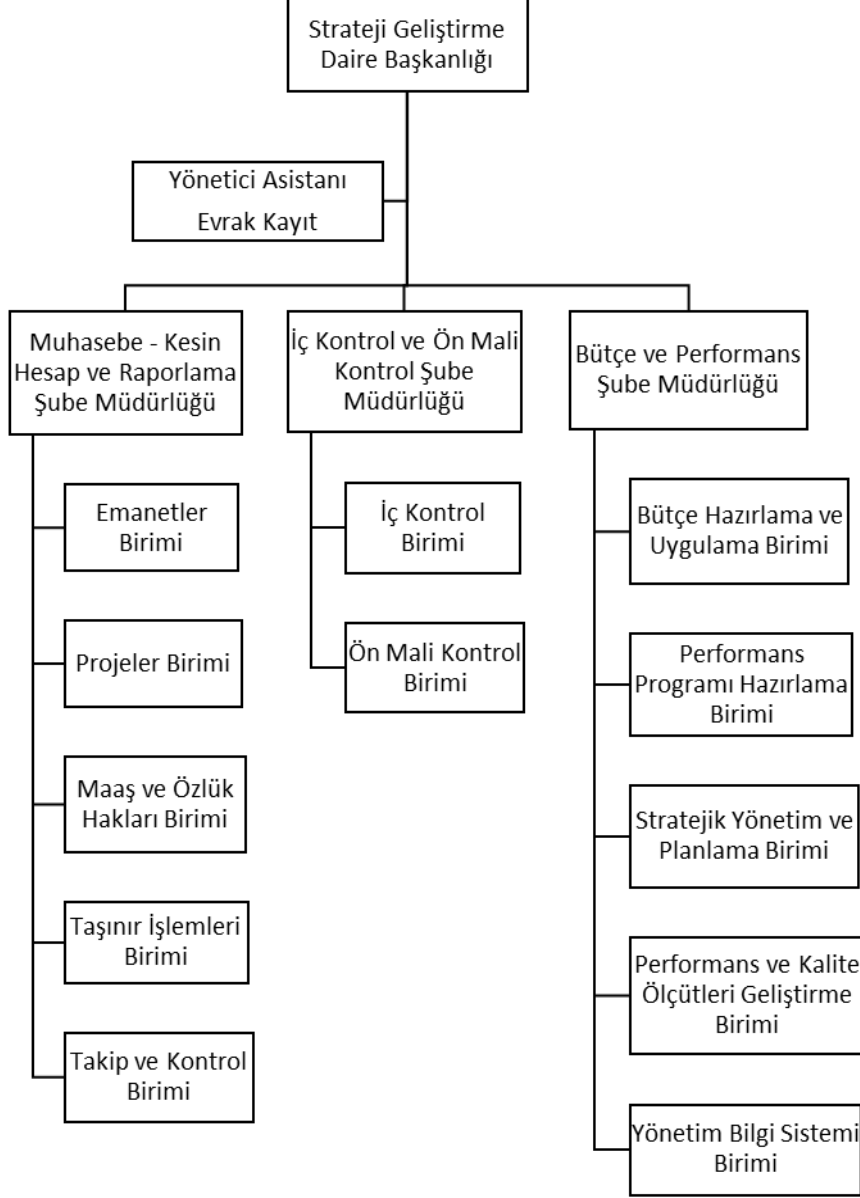 Strateji Geliştirme
Daire Başkanlığı
Yönetici Asistanı
Evrak Kayıt
Muhasebe - Kesin
Hesap ve Raporlama
Şube Müdürlüğü
İç Kontrol ve Ön Mali
Kontrol Şube
Müdürlüğü
Bütçe ve Performans
Şube Müdürlüğü
Emanetler
Birimi
Projeler Birimi
Maaş ve Özlük
Hakları Birimi
Taşınır İşlemleri
Birimi
Takip ve Kontrol
Birimi
İç Kontrol
Birimi
Ön Mali Kontrol
Birimi
Bütçe Hazırlama ve
Uygulama Birimi
Performans
Programı Hazırlama
Birimi
Stratejik Yönetim ve
Planlama Birimi
Performans ve Kalite
Ölçütleri Geliştirme
Birimi
Yönetim Bilgi Sistemi
Birimi